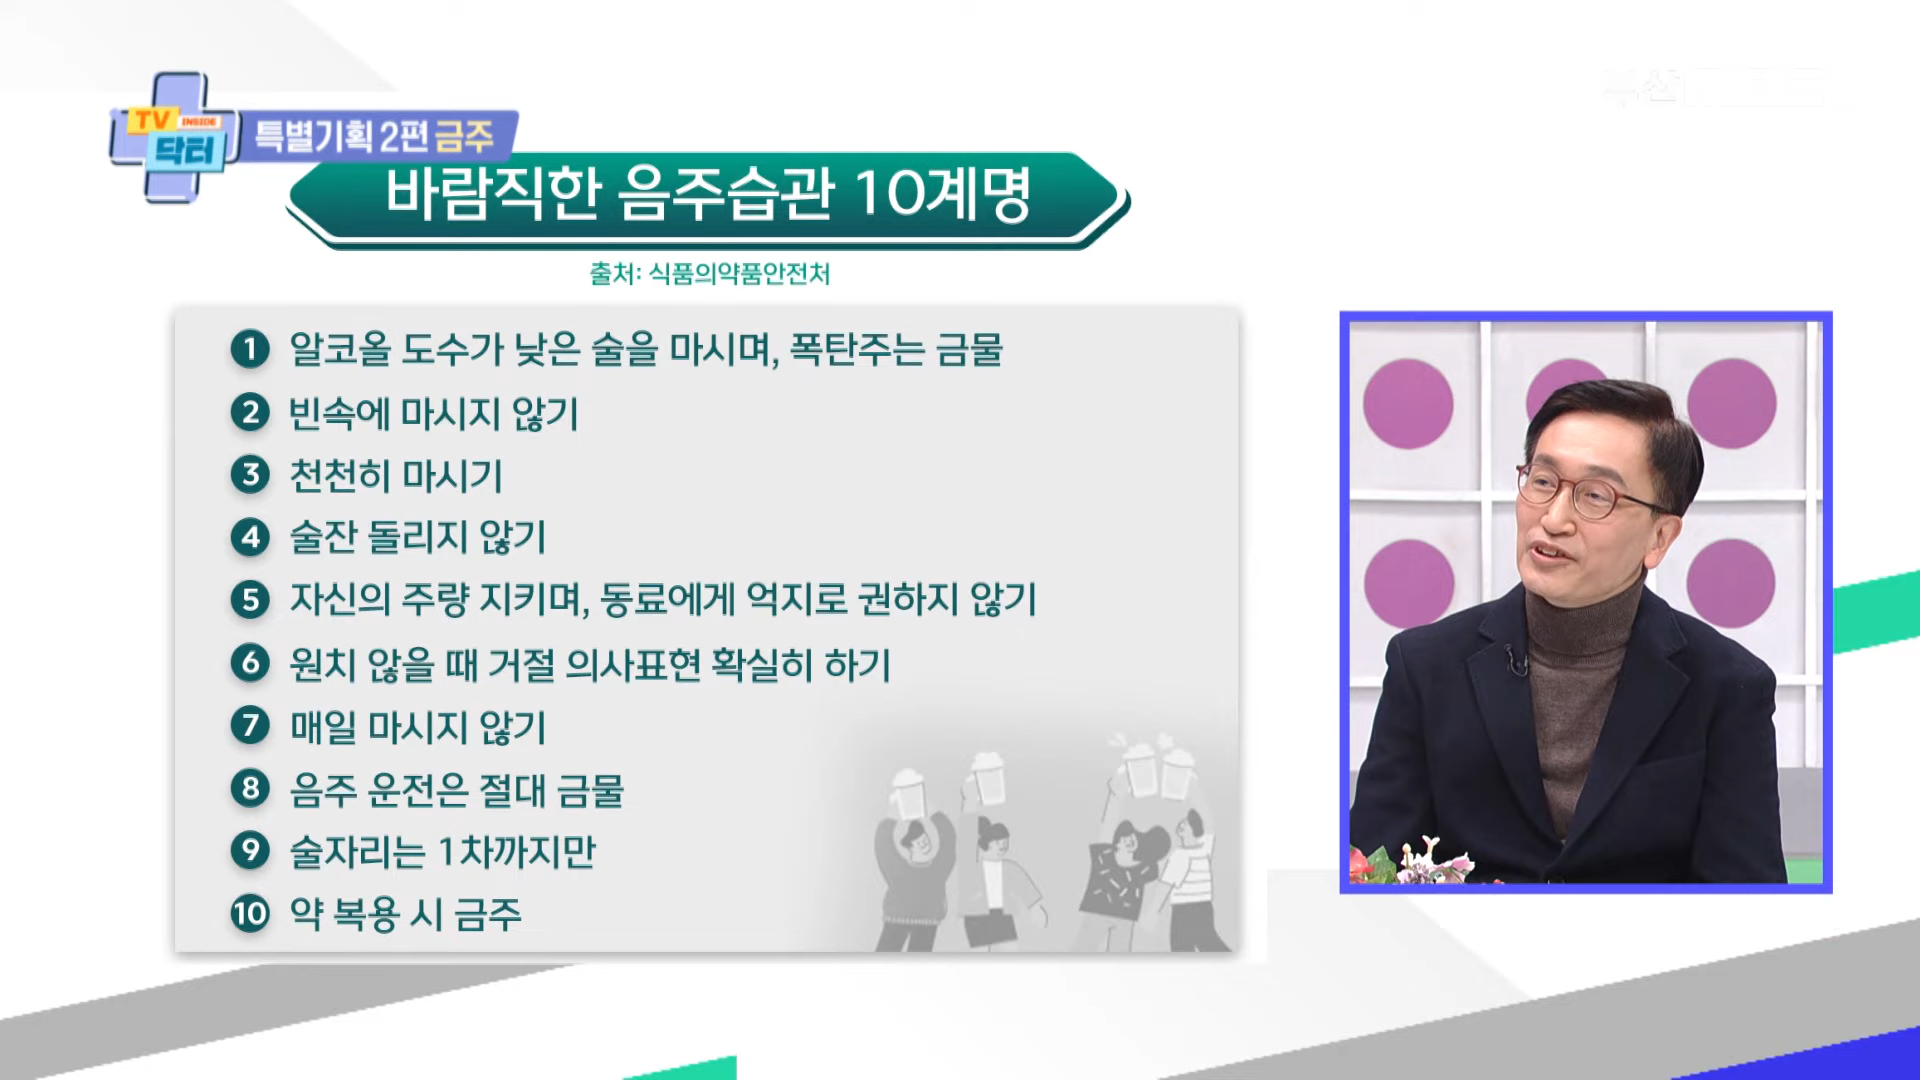 TV INSIDE
닥터
특별기획 2편 금주
바람직한 음주습관 10계명
출처: 식품의약품안전처
1 알코올 도수가 낮은 술을 마시며, 폭탄주는 금물
2 빈속에 마시지 않기
3 천천히 마시기
4 술잔 돌리지 않기
5 자신의 주량 지키며, 동료에게 억지로 권하지 않기
6 원치 않을 때 거절 의사표현 확실히 하기
7 매일 마시지 않기
8 음주 운전은 절대 금물
9 술자리는 1차까지만
10 약 복용 시 금주